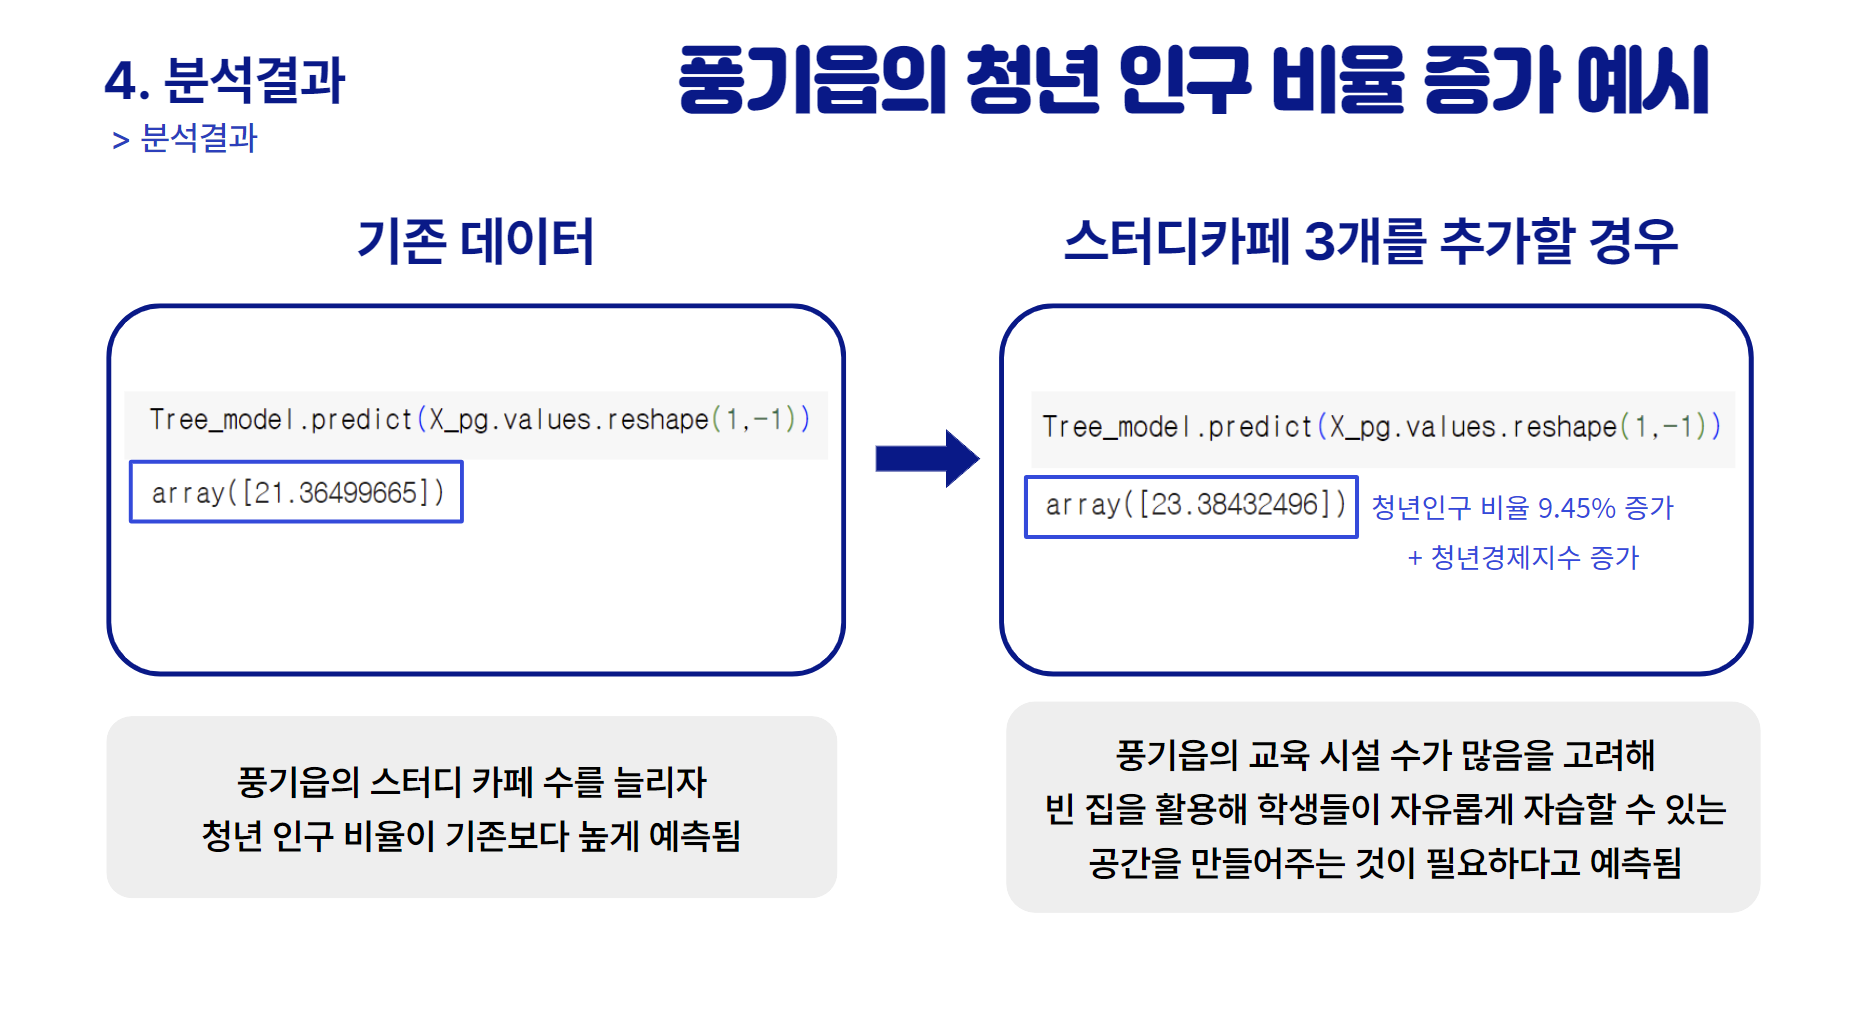 4. 분석결과
> 분석결과
풍기읍의 청년 인구 비율 증가 예시
기존 데이터
Tree_model.predict(X_pg.values.reshape(1,-1))
array([21.36499665])
풍기읍의 스터디 카페 수를 늘리자
청년 인구 비율이 기존보다 높게 예측됨
스터디카페 3개를 추가할 경우
Tree_model.predict(X_pg.values.reshape(1,-1))
array([23.38432496])
청년인구 비율 9.45% 증가
+ 청년경제지수 증가
풍기읍의 교육 시설 수가 많음을 고려해
빈 집을 활용해 학생들이 자유롭게 자습할 수 있는
공간을 만들어주는 것이 필요하다고 예측됨